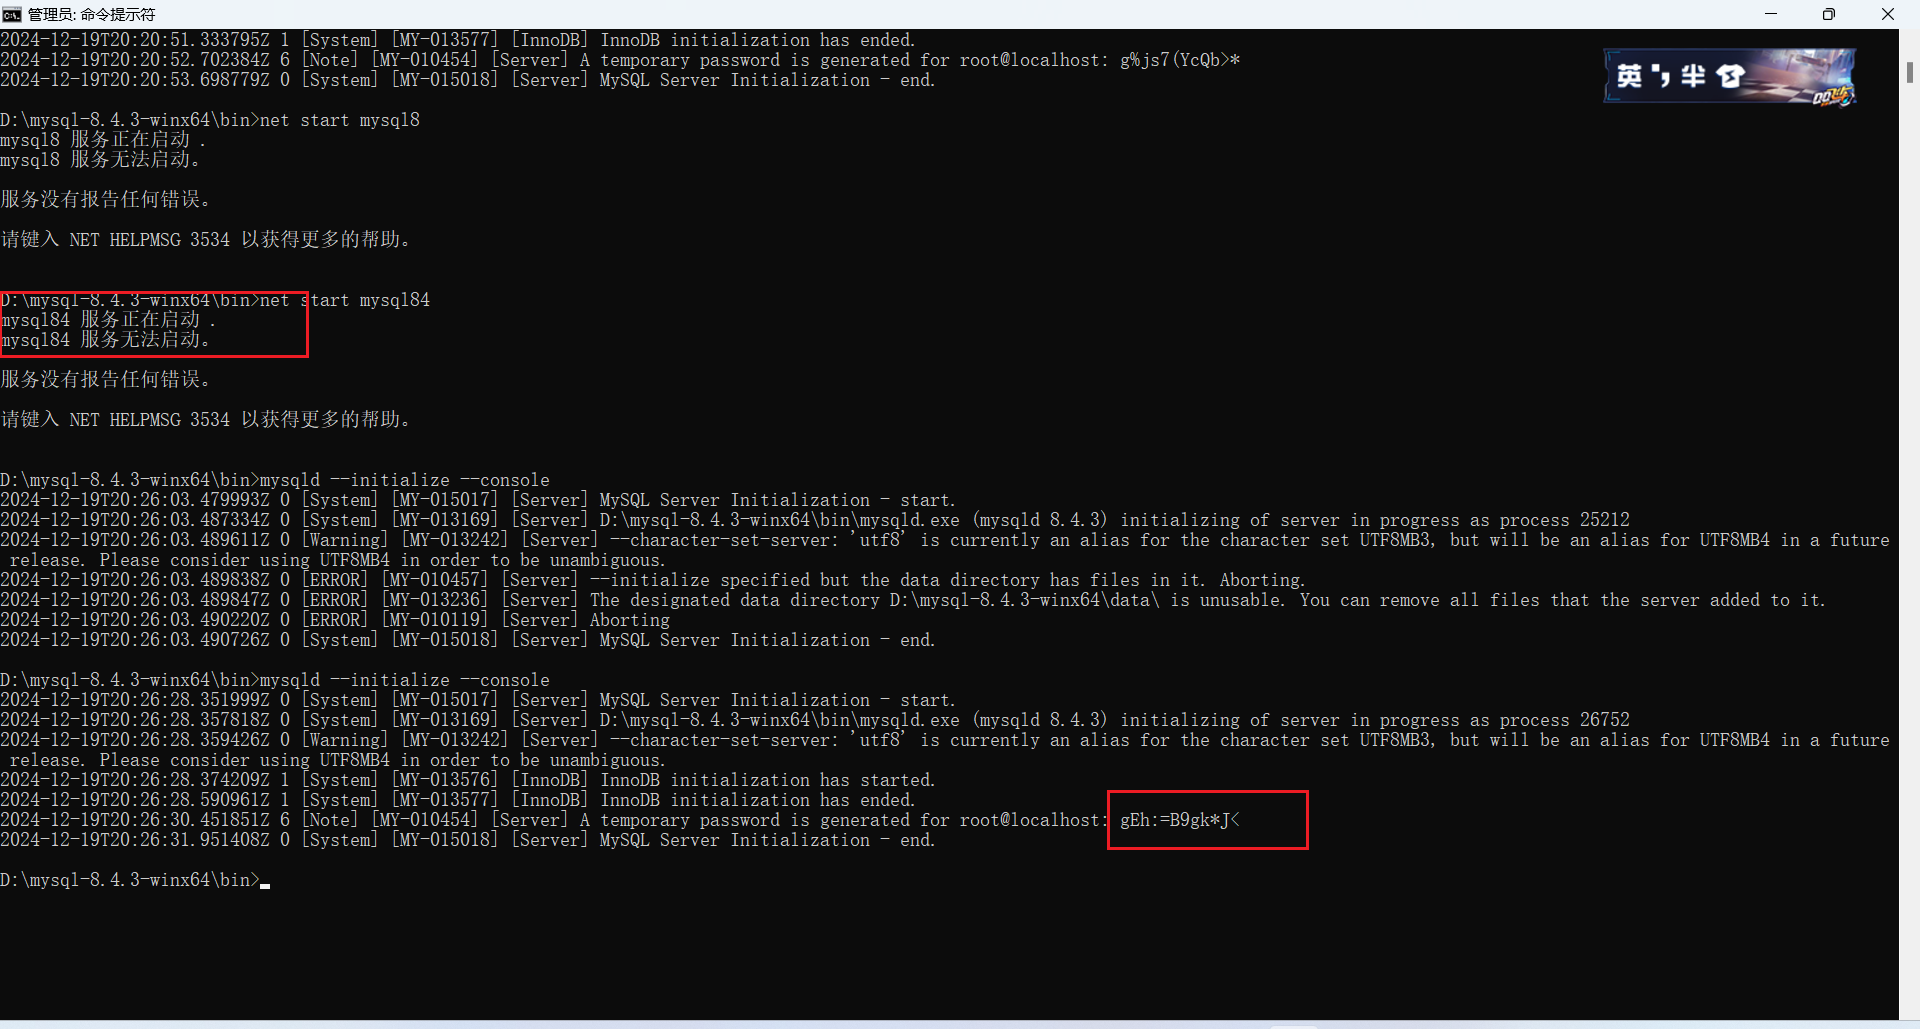 管理员: 命令提示符
2024-12-19T20:20:51.333795Z 1 [System] [MY-013577] [InnoDB] InnoDB initialization has ended.
2024-12-19T20:20:52.702384Z 6 [Note] [MY-010454] [Server] A temporary password is generated for root@localhost: g%js7(YcQb>*
2024-12-19T20:20:53.698779Z 0 [System] [MY-015018] [Server] MySQL Server Initialization - end.
英 ’, 半
QQ飞车
D:\mysql-8.4.3-winx64\bin>net start mysql8
mysql8 服务正在启动 .
mysql8 服务无法启动。
服务没有报告任何错误。
请键入 NET HELPMSG 3534 以获得更多的帮助。
D:\mysql-8.4.3-winx64\bin>net start mysql84
mysql84 服务正在启动 .
mysql84 服务无法启动。
服务没有报告任何错误。
请键入 NET HELPMSG 3534 以获得更多的帮助。
D:\mysql-8.4.3-winx64\bin>mysqld --initialize --console
2024-12-19T20:26:03.479993Z 0 [System] [MY-015017] [Server] MySQL Server Initialization - start.
2024-12-19T20:26:03.487334Z 0 [System] [MY-013169] [Server] D:\mysql-8.4.3-winx64\bin\mysqld.exe (mysqld 8.4.3) initializing of server in progress as process 25212
2024-12-19T20:26:03.489611Z 0 [Warning] [MY-013242] [Server] --character-set-server: 'utf8' is currently an alias for the character set UTF8MB3, but will be an alias for UTF8MB4 in a future
release. Please consider using UTF8MB4 in order to be unambiguous.
2024-12-19T20:26:03.489838Z 0 [ERROR] [MY-010457] [Server] --initialize specified but the data directory has files in it. Aborting.
2024-12-19T20:26:03.489847Z 0 [ERROR] [MY-013236] [Server] The designated data directory D:\mysql-8.4.3-winx64\data\ is unusable. You can remove all files that the server added to it.
2024-12-19T20:26:03.490220Z 0 [ERROR] [MY-010119] [Server] Aborting
2024-12-19T20:26:03.490726Z 0 [System] [MY-015018] [Server] MySQL Server Initialization - end.
D:\mysql-8.4.3-winx64\bin>mysqld --initialize --console
2024-12-19T20:26:28.351999Z 0 [System] [MY-015017] [Server] MySQL Server Initialization - start.
2024-12-19T20:26:28.357818Z 0 [System] [MY-013169] [Server] D:\mysql-8.4.3-winx64\bin\mysqld.exe (mysqld 8.4.3) initializing of server in progress as process 26752
2024-12-19T20:26:28.359426Z 0 [Warning] [MY-013242] [Server] --character-set-server: 'utf8' is currently an alias for the character set UTF8MB3, but will be an alias for UTF8MB4 in a future
release. Please consider using UTF8MB4 in order to be unambiguous.
2024-12-19T20:26:28.374209Z 1 [System] [MY-013576] [InnoDB] InnoDB initialization has started.
2024-12-19T20:26:28.590961Z 1 [System] [MY-013577] [InnoDB] InnoDB initialization has ended.
2024-12-19T20:26:30.451851Z 6 [Note] [MY-010454] [Server] A temporary password is generated for root@localhost: gEh:=B9gk*J<
2024-12-19T20:26:31.951408Z 0 [System] [MY-015018] [Server] MySQL Server Initialization - end.
D:\mysql-8.4.3-winx64\bin>